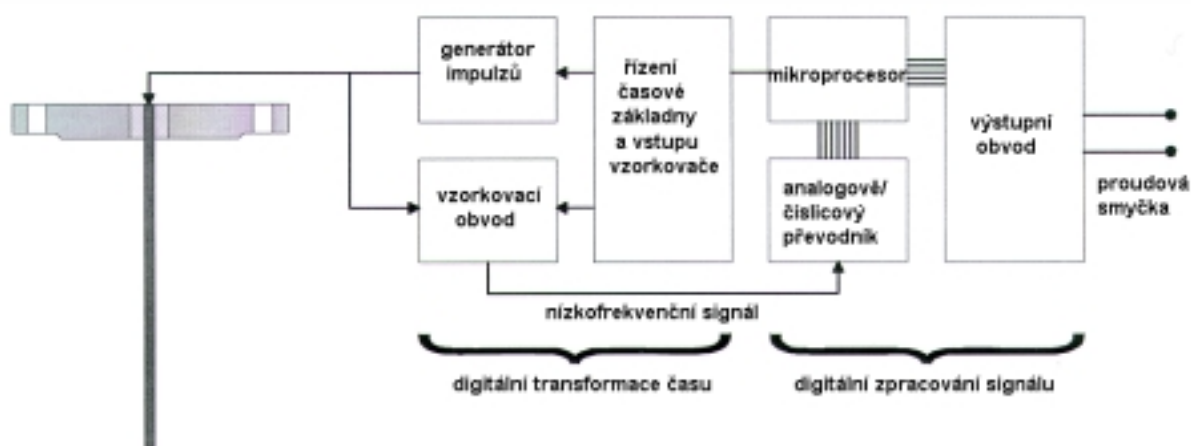 generátor
impulzů
řízení
časové
základny
a vstupu
vzorkovače
mikroprocesor
výstupní
obvod
vzorkovací
obvod
analogově/
číslicový
převodník
proudová
smyčka
nízkofrekvenční signál
digitální transformace času
digitální zpracování signálu